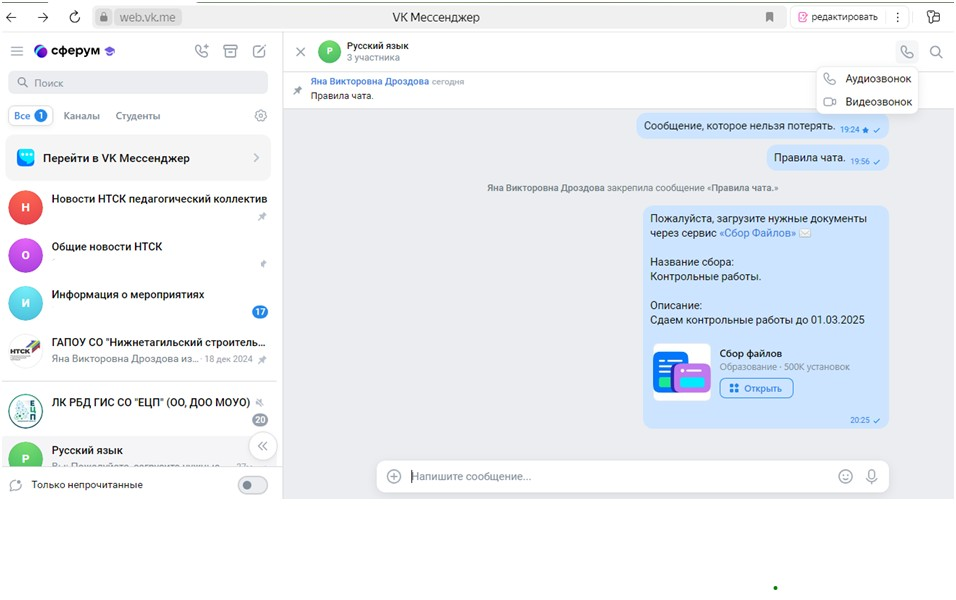 web.vk.me
VK Мессенджер
редактировать
сферум
Поиск
Все 1
Каналы
Студенты
Перейти в VK Мессенджер
Н
Новости НТСК педагогический коллектив
О
Общие новости НТСК
И
Информация о мероприятиях
17
НТСК
ГАПОУ СО "Нижнетагильский строитель...
Яна Викторовна Дроздова из... · 18 дек 2024
ЕЦП
ЛК РБД ГИС СО "ЕЦП" (ОО, ДОО МОУО)
20
Р
Русский язык
Вы: Пожалуйста, загрузите нужные
Только непрочитанные
Р
Русский язык
3 участника
Яна Викторовна Дроздова сегодня
Правила чата.
Аудиозвонок
Видеозвонок
Сообщение, которое нельзя потерять. 19:24
Правила чата. 19:56
Яна Викторовна Дроздова закрепила сообщение «Правила чата.»
Пожалуйста, загрузите нужные документы
через сервис «Сбор Файлов»
Название сбора:
Контрольные работы.
Описание:
Сдаем контрольные работы до 01.03.2025
Сбор файлов
Образование · 500K установок
Открыть
20:25
Напишите сообщение...